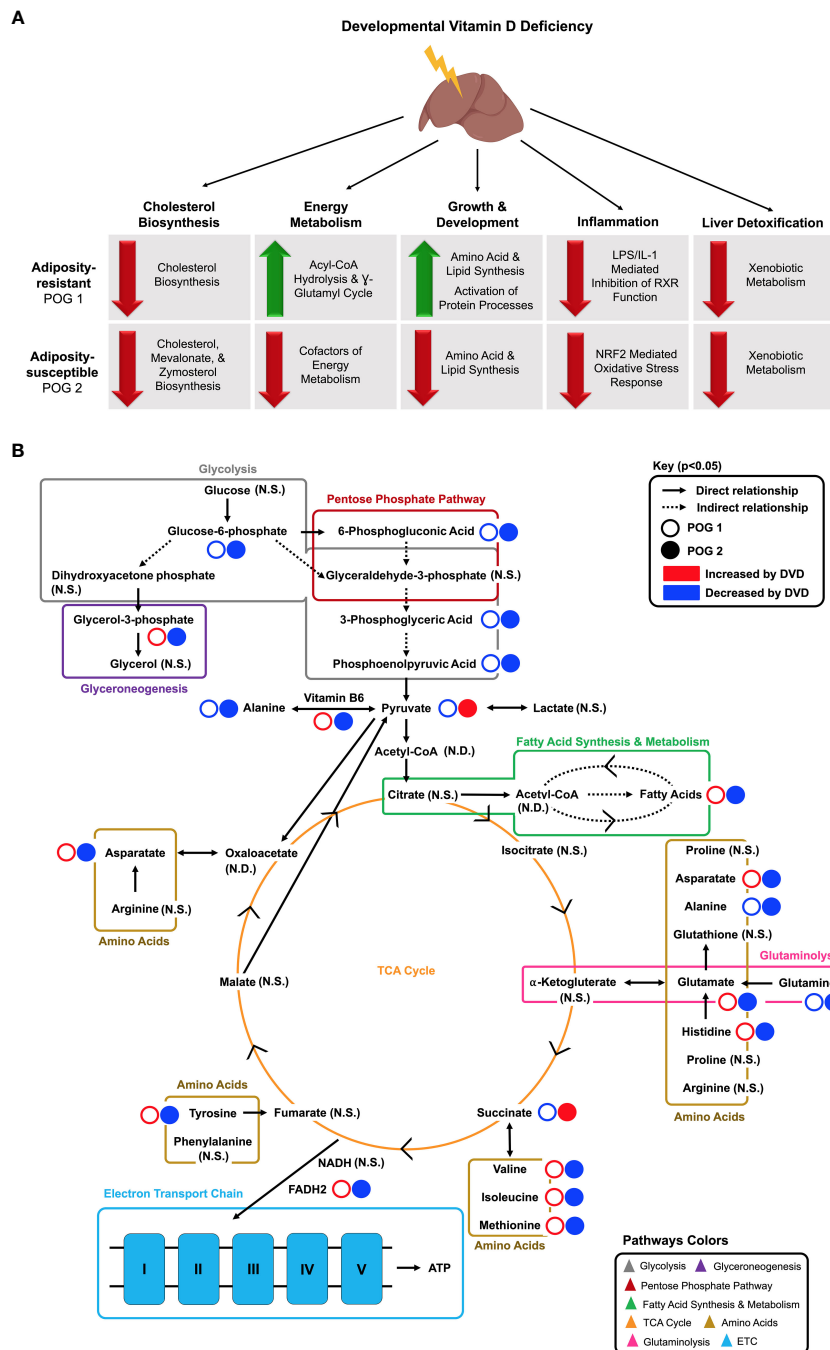 A
Developmental Vitamin D Deficiency
Cholesterol
Biosynthesis
Energy
Metabolism
Growth &
Development
Inflammation
Liver Detoxification
Adiposity-
resistant
POG 1
Cholesterol
Biosynthesis
Acyl-CoA
Hydrolysis & Ɣ-
Glutamyl Cycle
Amino Acid &
Lipid Synthesis
Activation of
Protein Processes
LPS/IL-1
Mediated
Inhibition of RXR
Function
Xenobiotic
Metabolism
Adiposity-
susceptible
POG 2
Cholesterol,
Mevalonate, &
Zymosterol
Biosynthesis
Cofactors of
Energy
Metabolism
Amino Acid &
Lipid Synthesis
NRF2 Mediated
Oxidative Stress
Response
Xenobiotic
Metabolism
B
Glycolysis
Glucose (N.S.)
Pentose Phosphate Pathway
Glucose-6-phosphate
6-Phosphogluconic Acid
Dihydroxyacetone phosphate
(N.S.)
Glyceraldehyde-3-phosphate (N.S.)
Glycerol-3-phosphate
3-Phosphoglyceric Acid
Glycerol (N.S.)
Phosphoenolpyruvic Acid
Glyceroneogenesis
Key (p<0.05)
Direct relationship
Indirect relationship
POG 1
POG 2
Increased by DVD
Decreased by DVD
Alanine
Vitamin B6
Pyruvate
Lactate (N.S.)
Acetyl-CoA (N.D.)
Fatty Acid Synthesis & Metabolism
Citrate (N.S.)
Acetyl-CoA
(N.D.)
Fatty Acids
Isocitrate (N.S.)
Asparatate
Oxaloacetate
(N.D.)
Arginine (N.S.)
Amino Acids
Proline (N.S.)
Asparatate
Alanine
Glutathione (N.S.)
Glutaminolys
TCA Cycle
Malate (N.S.)
α-Ketogluterate
(N.S.)
Glutamate
Glutamin
Histidine
Proline (N.S.)
Arginine (N.S.)
Amino Acids
Amino Acids
Tyrosine
Fumarate (N.S.)
Phenylalanine
(N.S.)
Succinate
NADH (N.S.)
FADH2
Valine
Isoleucine
Methionine
Amino Acids
Electron Transport Chain
I
II
III
IV
V
ATP
Pathways Colors
Glycolysis
Glyceroneogenesis
Pentose Phosphate Pathway
Fatty Acid Synthesis & Metabolism
TCA Cycle
Amino Acids
Glutaminolysis
ETC